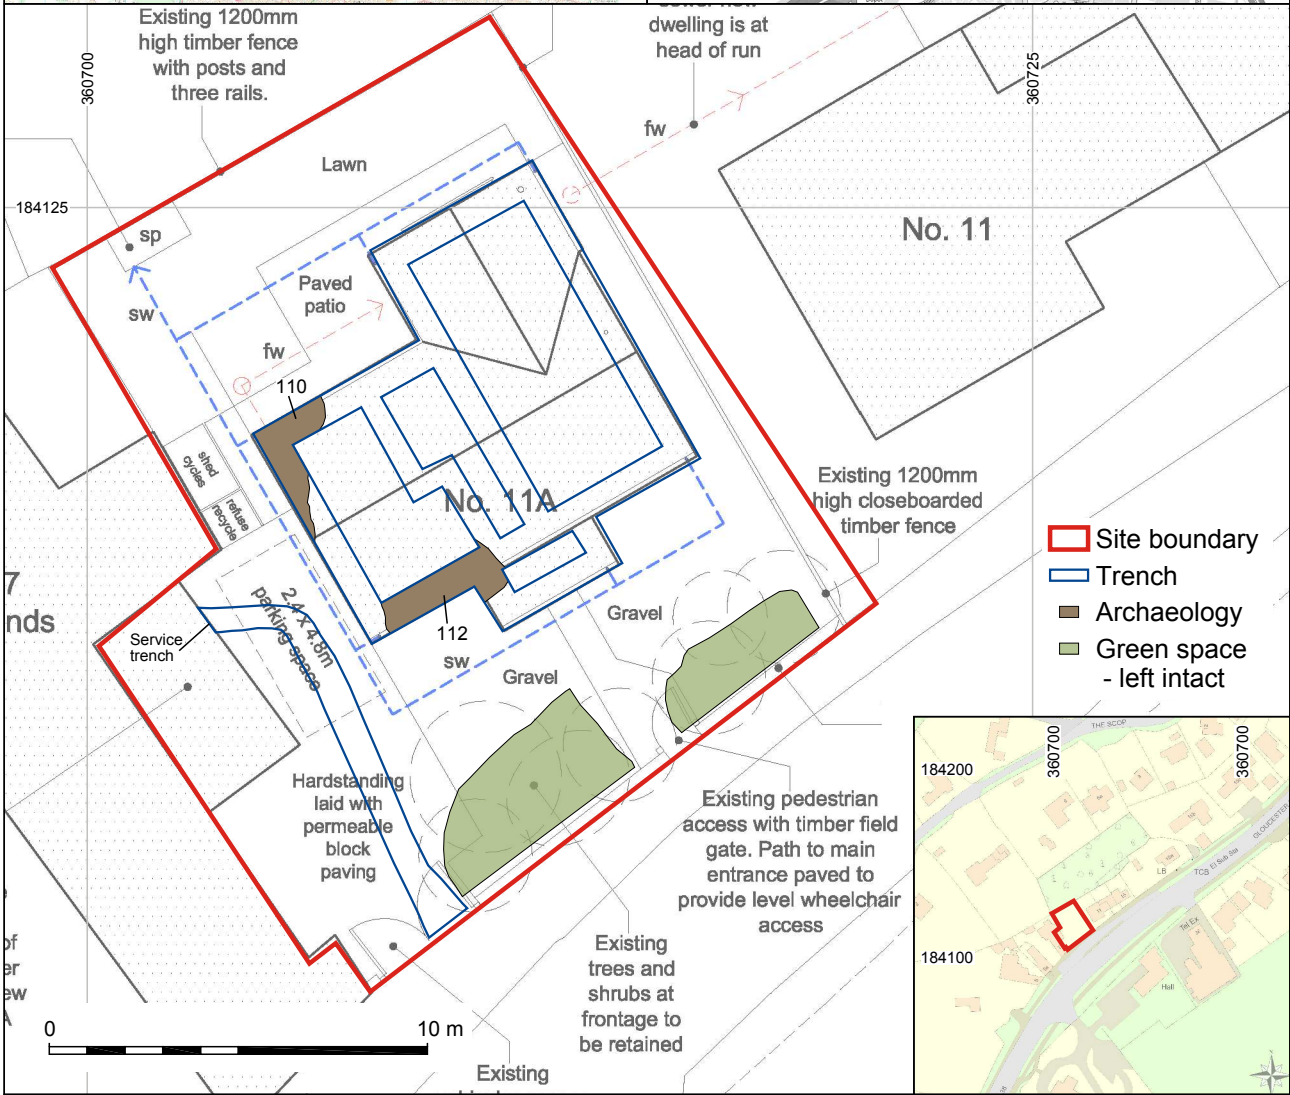 Existing 1200mm
high timber fence
with posts and
three rails.
dwelling is at
head of run
360700
360725
fw
Lawn
184125
sp
No. 11
Paved
patio
sw
fw
110
shed
cycles
refuse
recycle
No. 11A
Existing 1200mm
high closeboarded
timber fence
Site boundary
Trench
Archaeology
Green space
- left intact
7
nds
Service
trench
2.4 x 4.8m
parking space
112
sw
Gravel
Gravel
Hardstanding
laid with
permeable
block
paving
Existing pedestrian
access with timber field
gate. Path to main
entrance paved to
provide level wheelchair
access
Existing
trees and
shrubs at
frontage to
be retained
of
er
ew
A
0
10 m
Existing
360700
360700
184200
184100
THE SCOP
GLOUCESTER
El Sub Sta
LB
TCB
Tel Ex
Hall